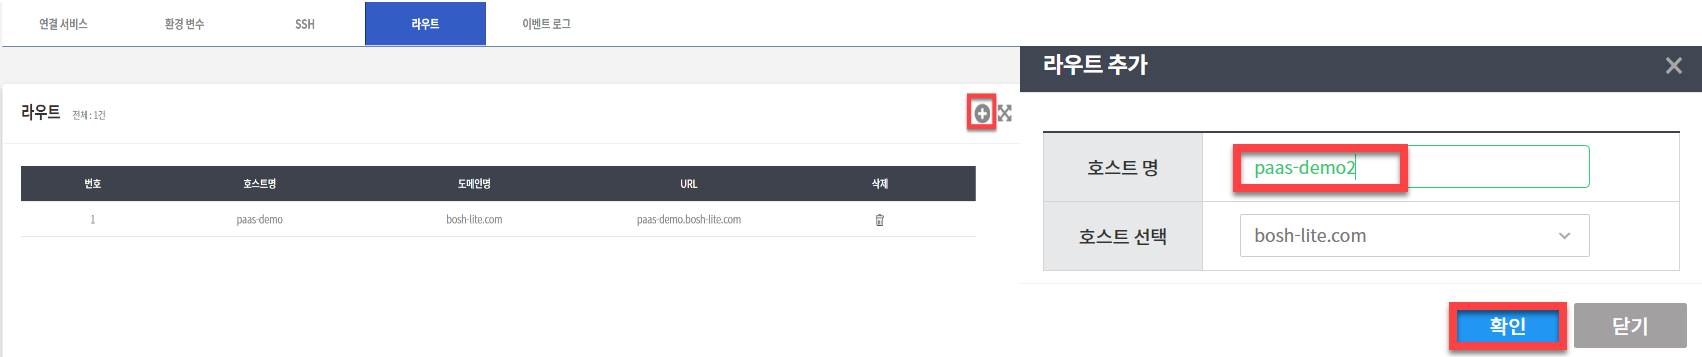 연결 서비스 환경 변수 SSH 라우트 이벤트 로그
라우트 전체 : 1건
번호 호스트명 도메인명 URL 삭제
1 paas-demo bosh-lite.com paas-demo.bosh-lite.com
라우트 추가
호스트 명 paas-demo2
호스트 선택 bosh-lite.com
확인 닫기